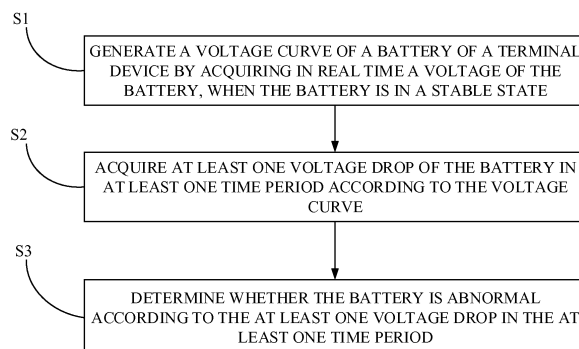 S1
GENERATE A VOLTAGE CURVE OF A BATTERY OF A TERMINAL
DEVICE BY ACQUIRING IN REAL TIME A VOLTAGE OF THE
BATTERY, WHEN THE BATTERY IS IN A STABLE STATE
S2
ACQUIRE AT LEAST ONE VOLTAGE DROP OF THE BATTERY IN
AT LEAST ONE TIME PERIOD ACCORDING TO THE VOLTAGE
CURVE
S3
DETERMINE WHETHER THE BATTERY IS ABNORMAL
ACCORDING TO THE AT LEAST ONE VOLTAGE DROP IN THE AT
LEAST ONE TIME PERIOD